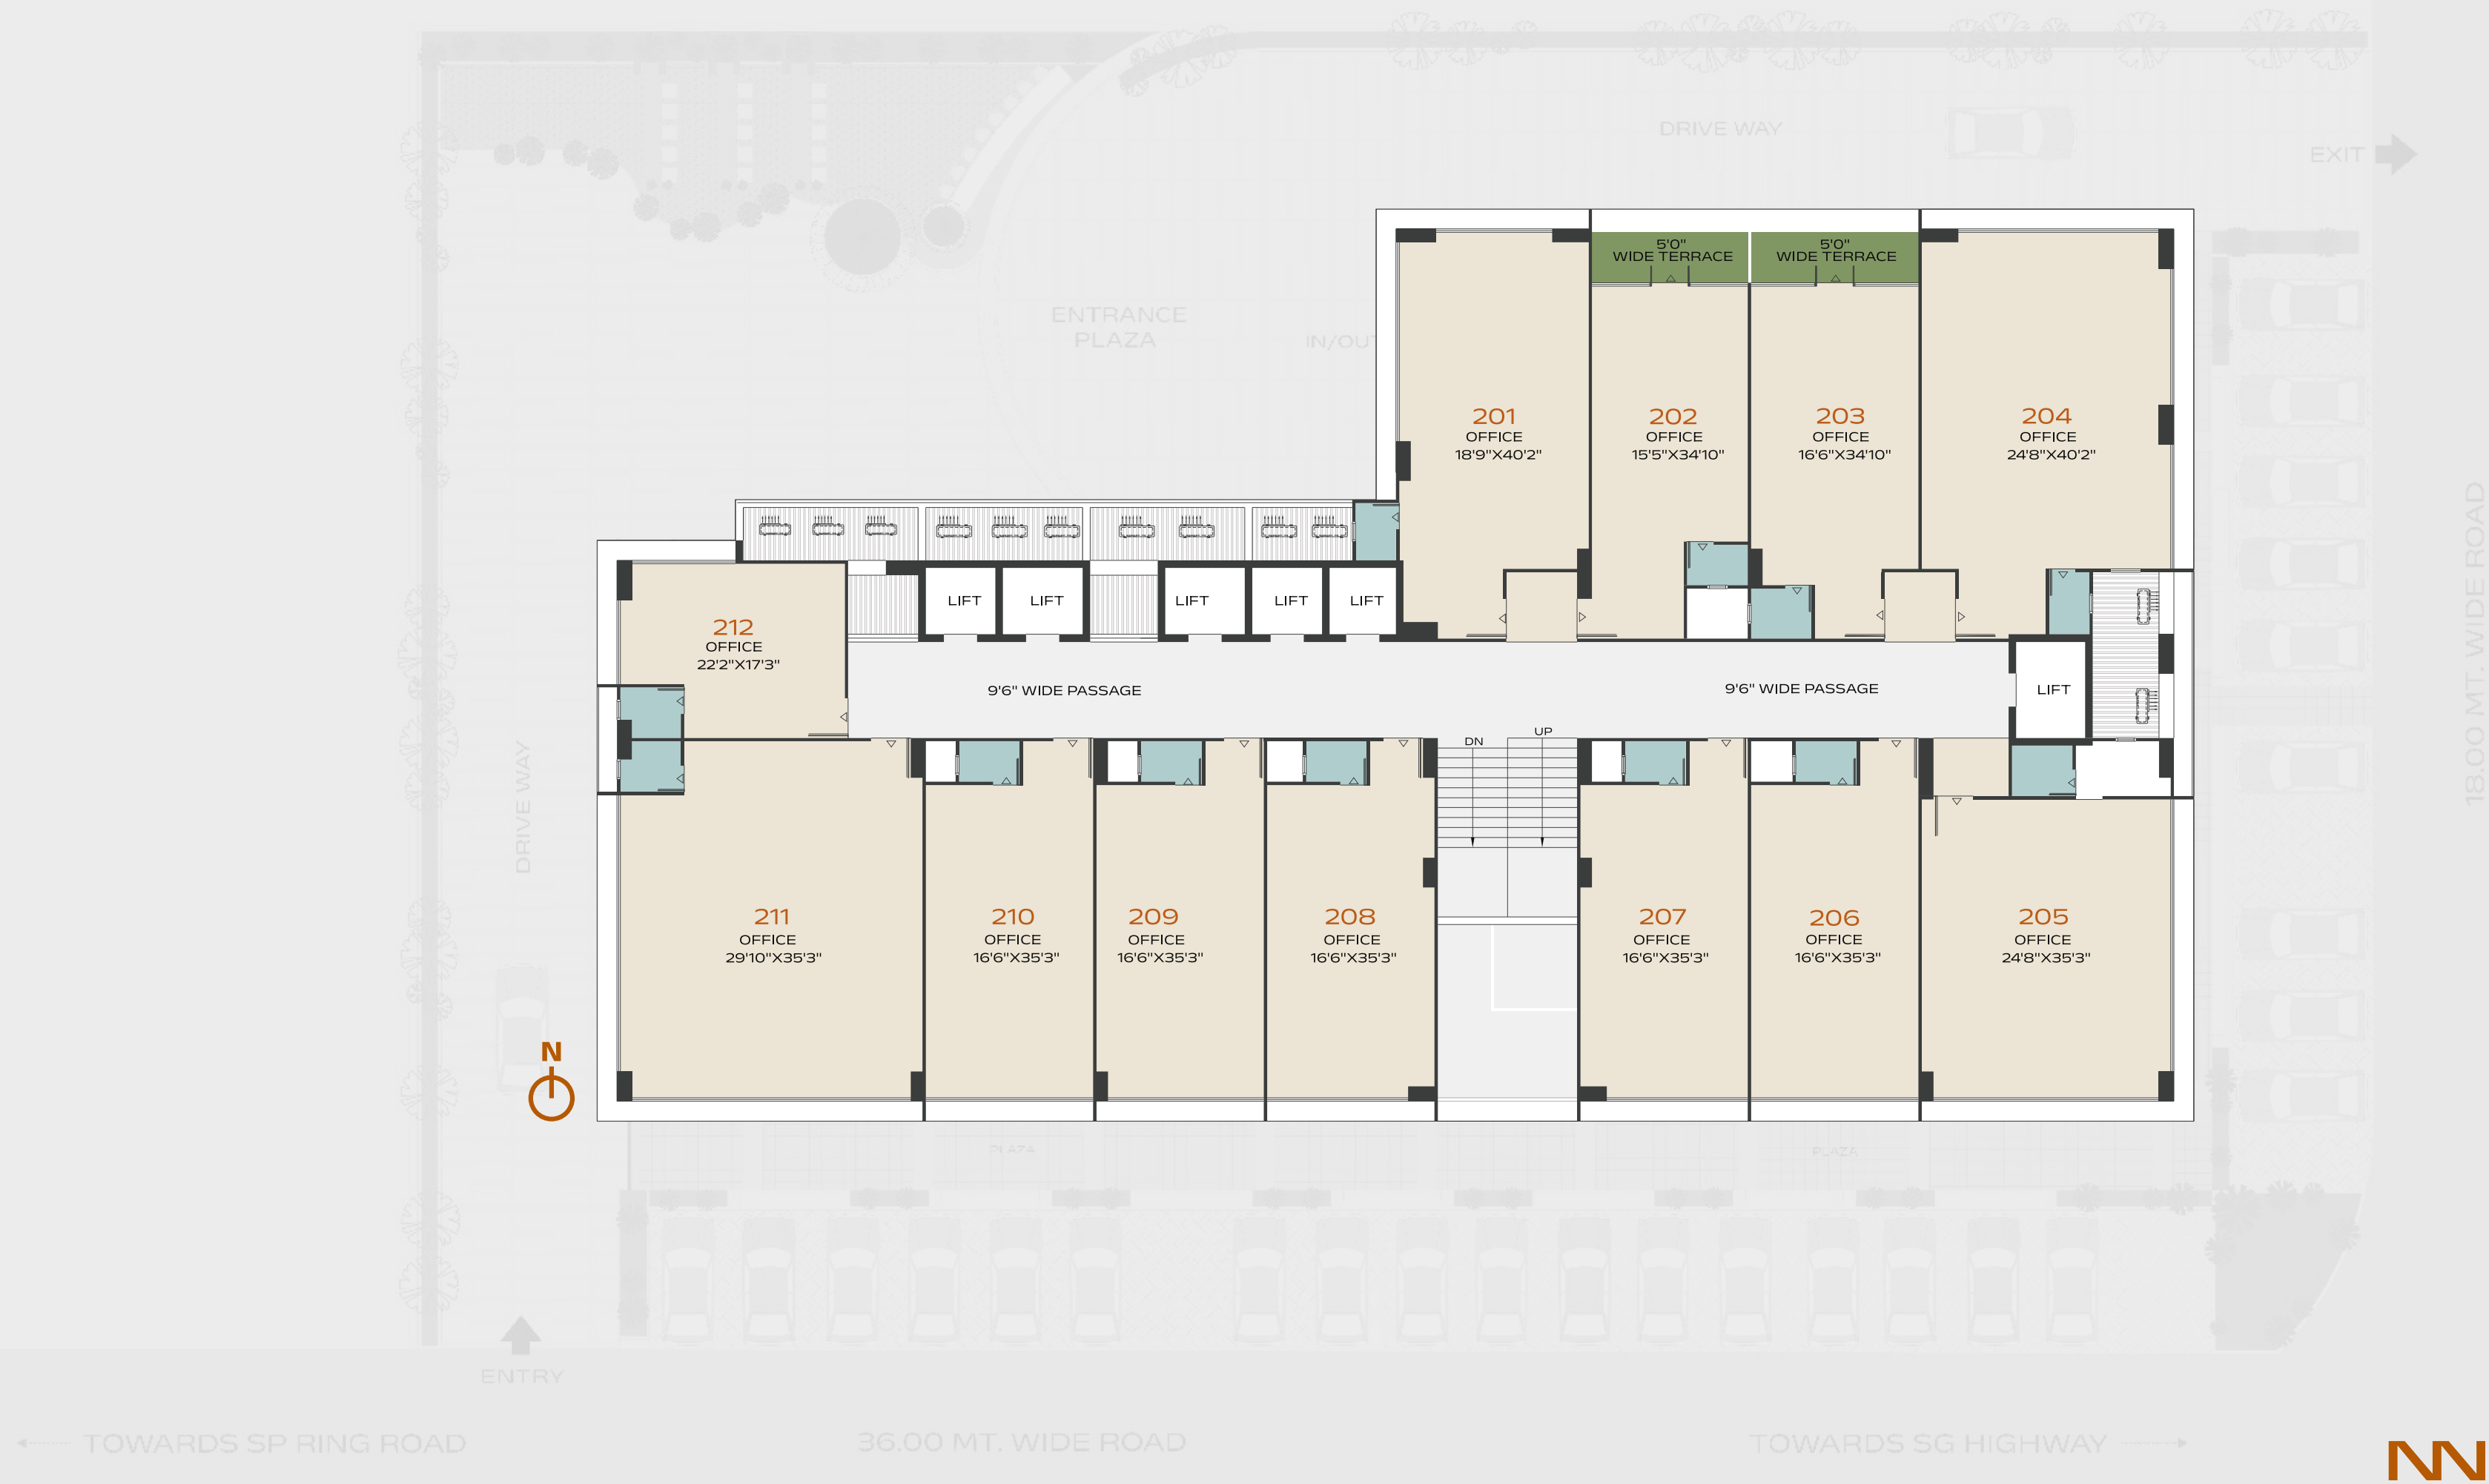 DRIVE WAY
EXIT
5'0"
WIDE TERRACE
5'0"
WIDE TERRACE
ENTRANCE
PLAZA
IN/OUT
201
OFFICE
18'9"X40'2"
202
OFFICE
15'5"X34'10"
203
OFFICE
16'6"X34'10"
204
OFFICE
24'8"X40'2"
18.00 MT. WIDE ROAD
212
OFFICE
22'2"X17'3"
LIFT
LIFT
LIFT
LIFT
LIFT
9'6" WIDE PASSAGE
9'6" WIDE PASSAGE
LIFT
DN
UP
DRIVE WAY
211
OFFICE
29'10"X35'3"
210
OFFICE
16'6"X35'3"
209
OFFICE
16'6"X35'3"
208
OFFICE
16'6"X35'3"
207
OFFICE
16'6"X35'3"
206
OFFICE
16'6"X35'3"
205
OFFICE
24'8"X35'3"
N
PLAZA
PLAZA
ENTRY
TOWARDS SP RING ROAD
36.00 MT. WIDE ROAD
TOWARDS SG HIGHWAY
NN